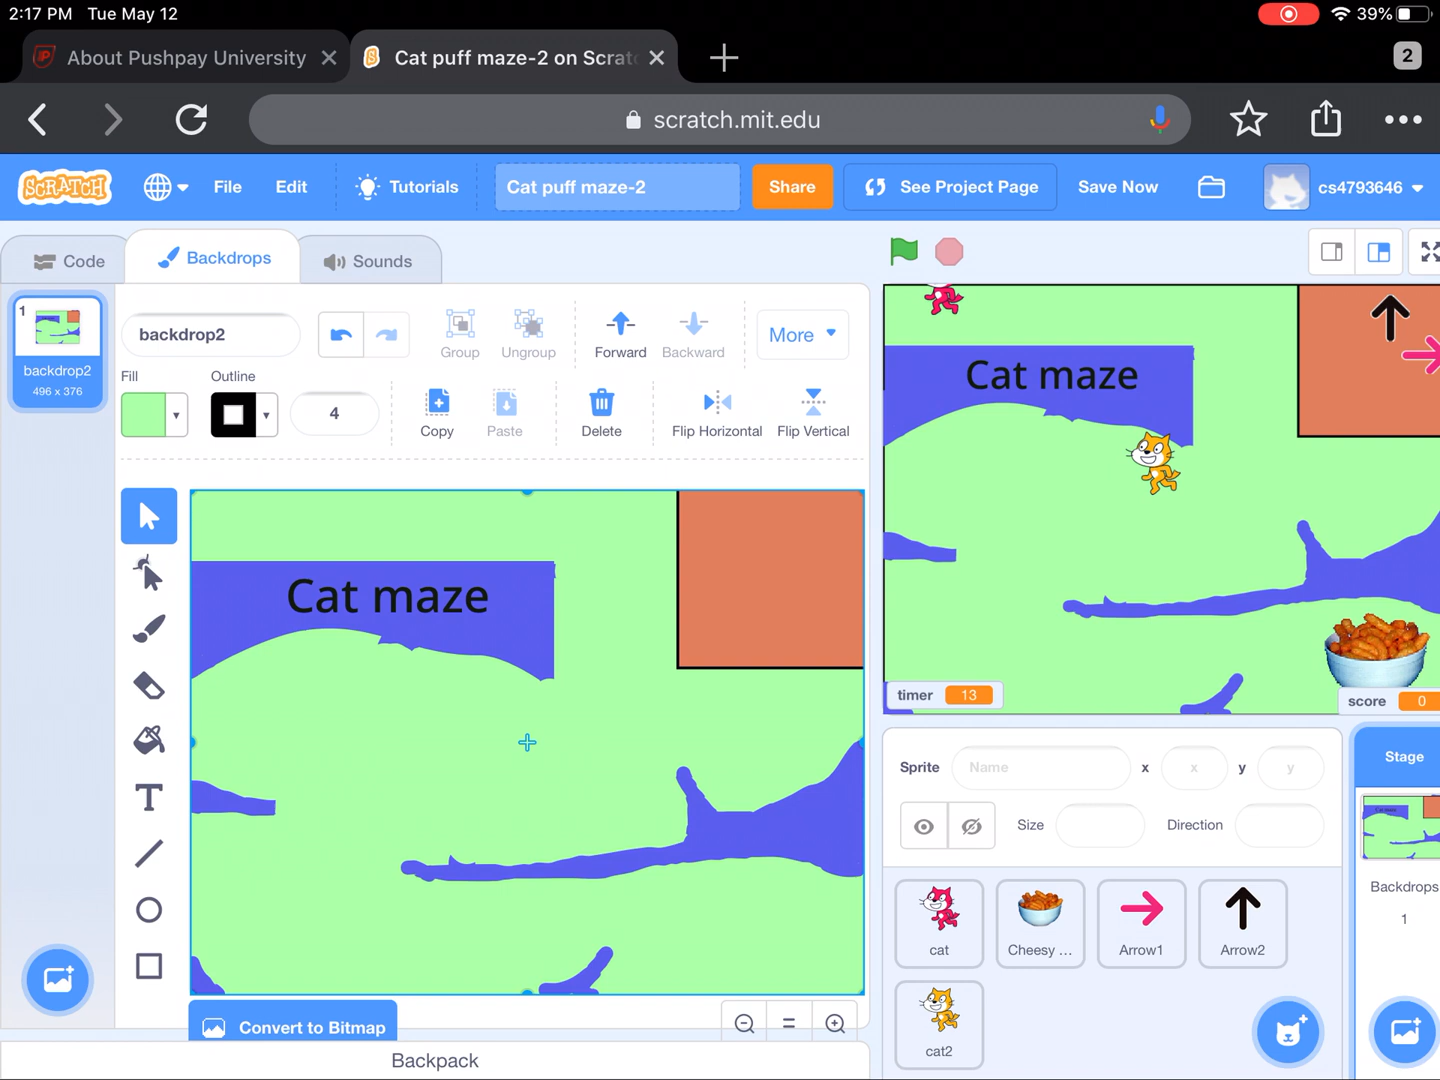 2:17 PM Tue May 12
39%
About Pushpay University
Cat puff maze-2 on Scrat
2
scratch.mit.edu
SCRATCH
File
Edit
Tutorials
Cat puff maze-2
Share
See Project Page
Save Now
cs4793646
Code
Backdrops
Sounds
1
backdrop2
496 x 376
backdrop2
Group
Ungroup
Forward
Backward
More
Fill
Outline
4
Copy
Paste
Delete
Flip Horizontal
Flip Vertical
Cat maze
Convert to Bitmap
Backpack
Cat maze
timer 13
score 0
Sprite
Name
x
x
y
y
Size
Direction
cat
Cheesy ...
Arrow1
Arrow2
cat2
Stage
Backdrops
1